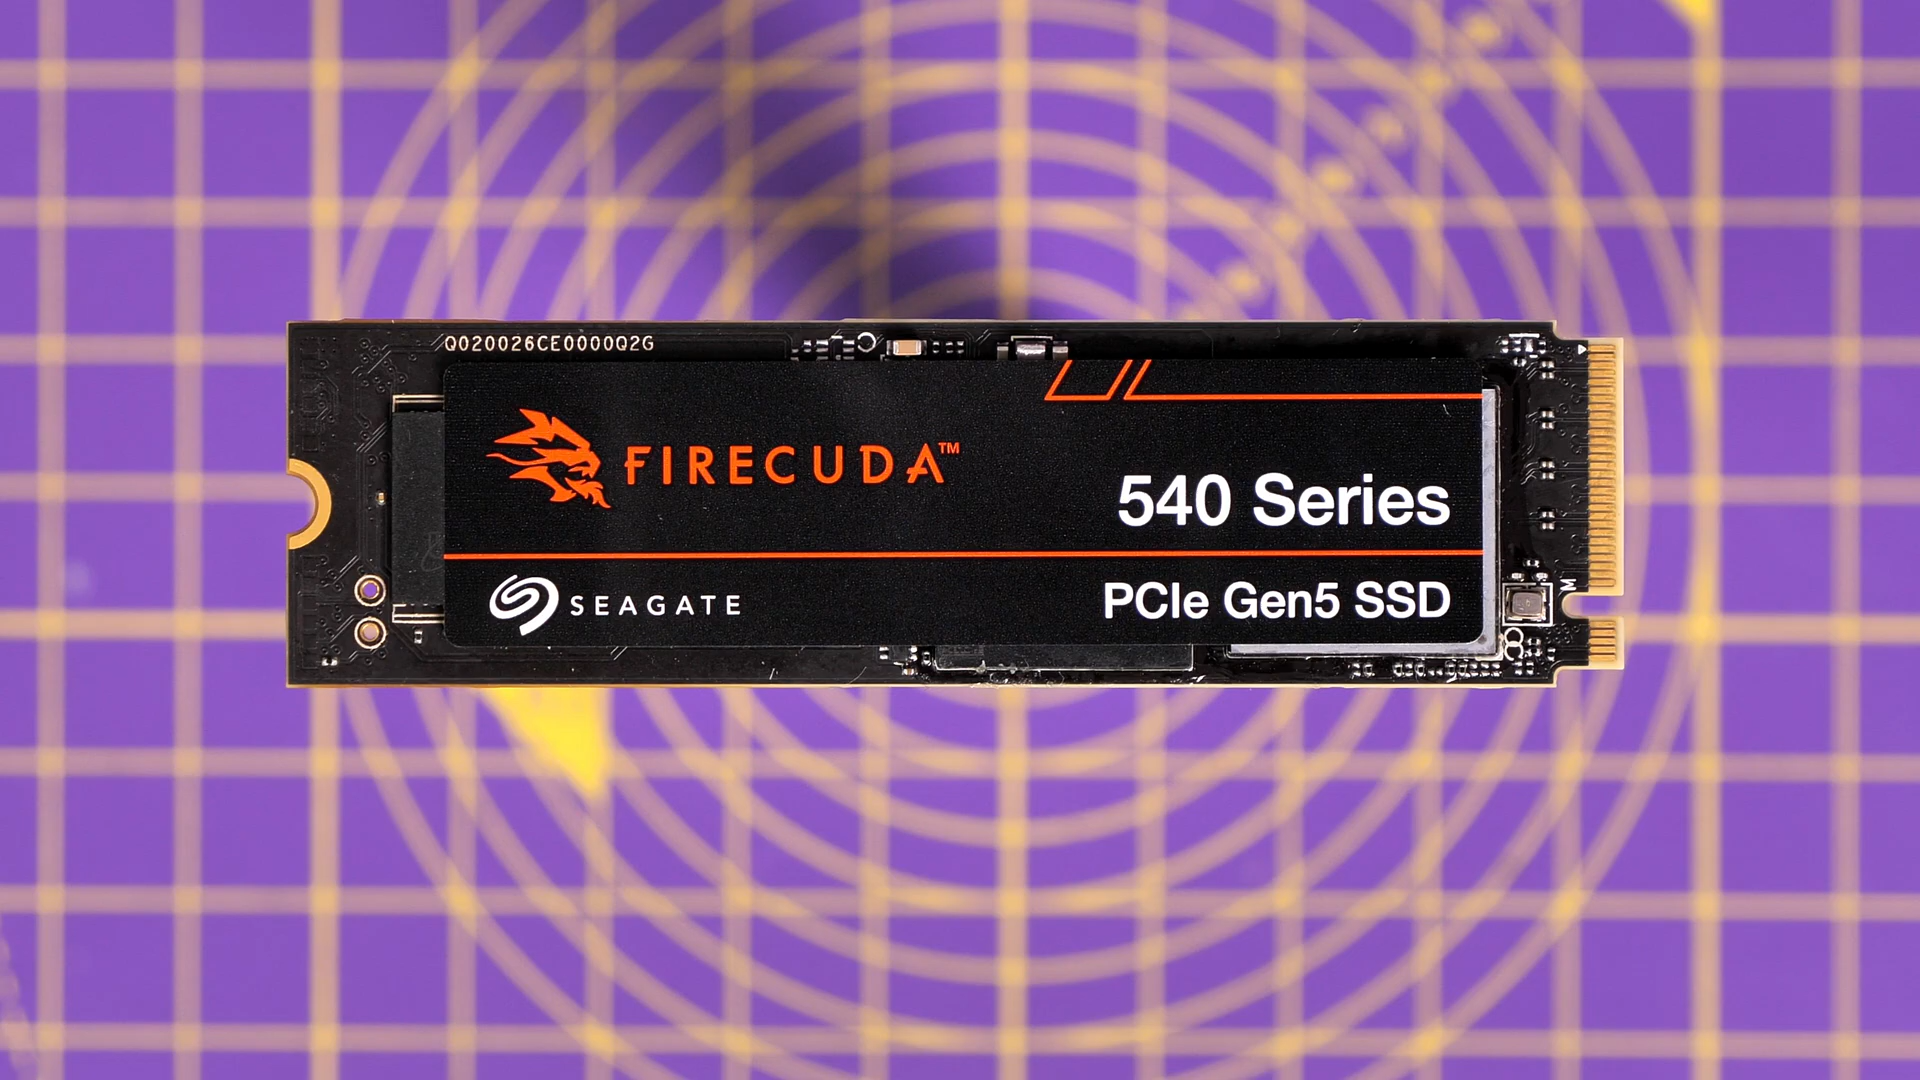 Q020026CE0000Q2G
FIRECUDA™
540 Series
SEAGATE
PCIe Gen5 SSD
M